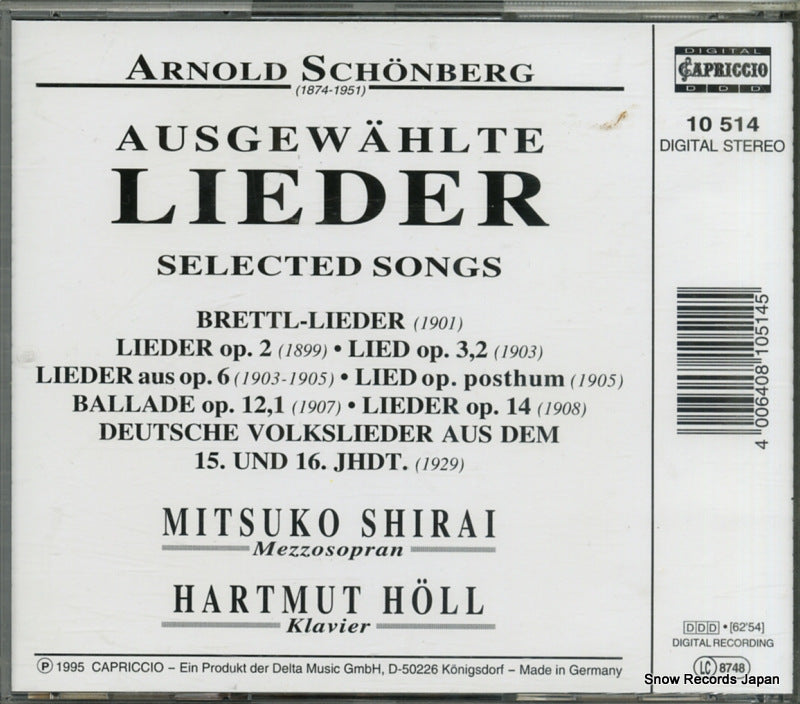 ARNOLD SCHÖNBERG
(1874-1951)
AUSGEWÄHLTE
LIEDER
SELECTED SONGS
BRETTL-LIEDER (1901)
LIEDER op. 2 (1899) • LIED op. 3,2 (1903)
LIEDER aus op. 6 (1903-1905) • LIED op. posthum (1905)
BALLADE op. 12,1 (1907) • LIEDER op. 14 (1908)
DEUTSCHE VOLKSLIEDER AUS DEM
15. UND 16. JHDT. (1929)
MITSUKO SHIRAI
Mezzosopran
HARTMUT HÖLL
Klavier
Ⓟ 1995 CAPRICCIO – Ein Produkt der Delta Music GmbH, D-50226 Königsdorf – Made in Germany
DIGITAL
CAPRICCIO
DDD
10 514
DIGITAL STEREO
4 006408 105145
DDD • [62'54]
DIGITAL RECORDING
LC 8748
Snow Records Japan